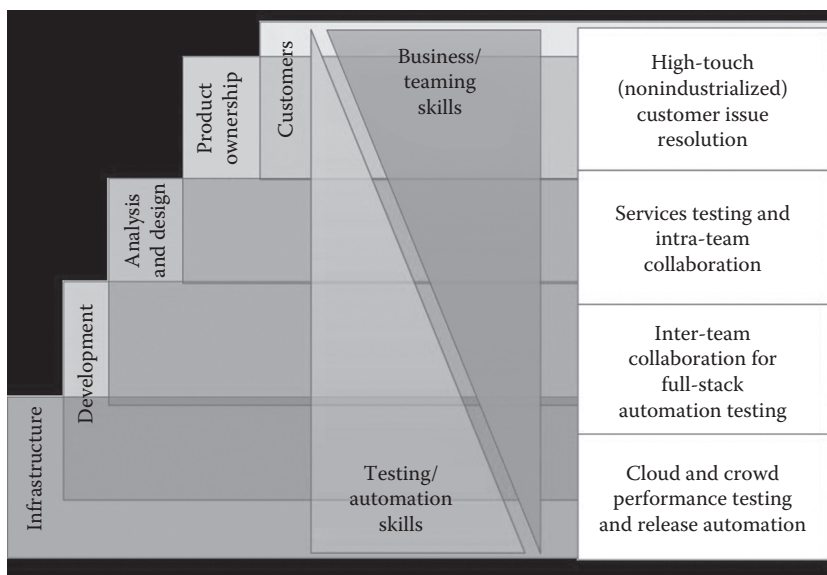 Customers
Product
ownership
Analysis
and design
Development
Infrastructure
Business/
teaming
skills
Testing/
automation
skills
High-touch
(nonindustrialized)
customer issue
resolution
Services testing and
intra-team
collaboration
Inter-team
collaboration for
full-stack
automation testing
Cloud and crowd
performance testing
and release automation